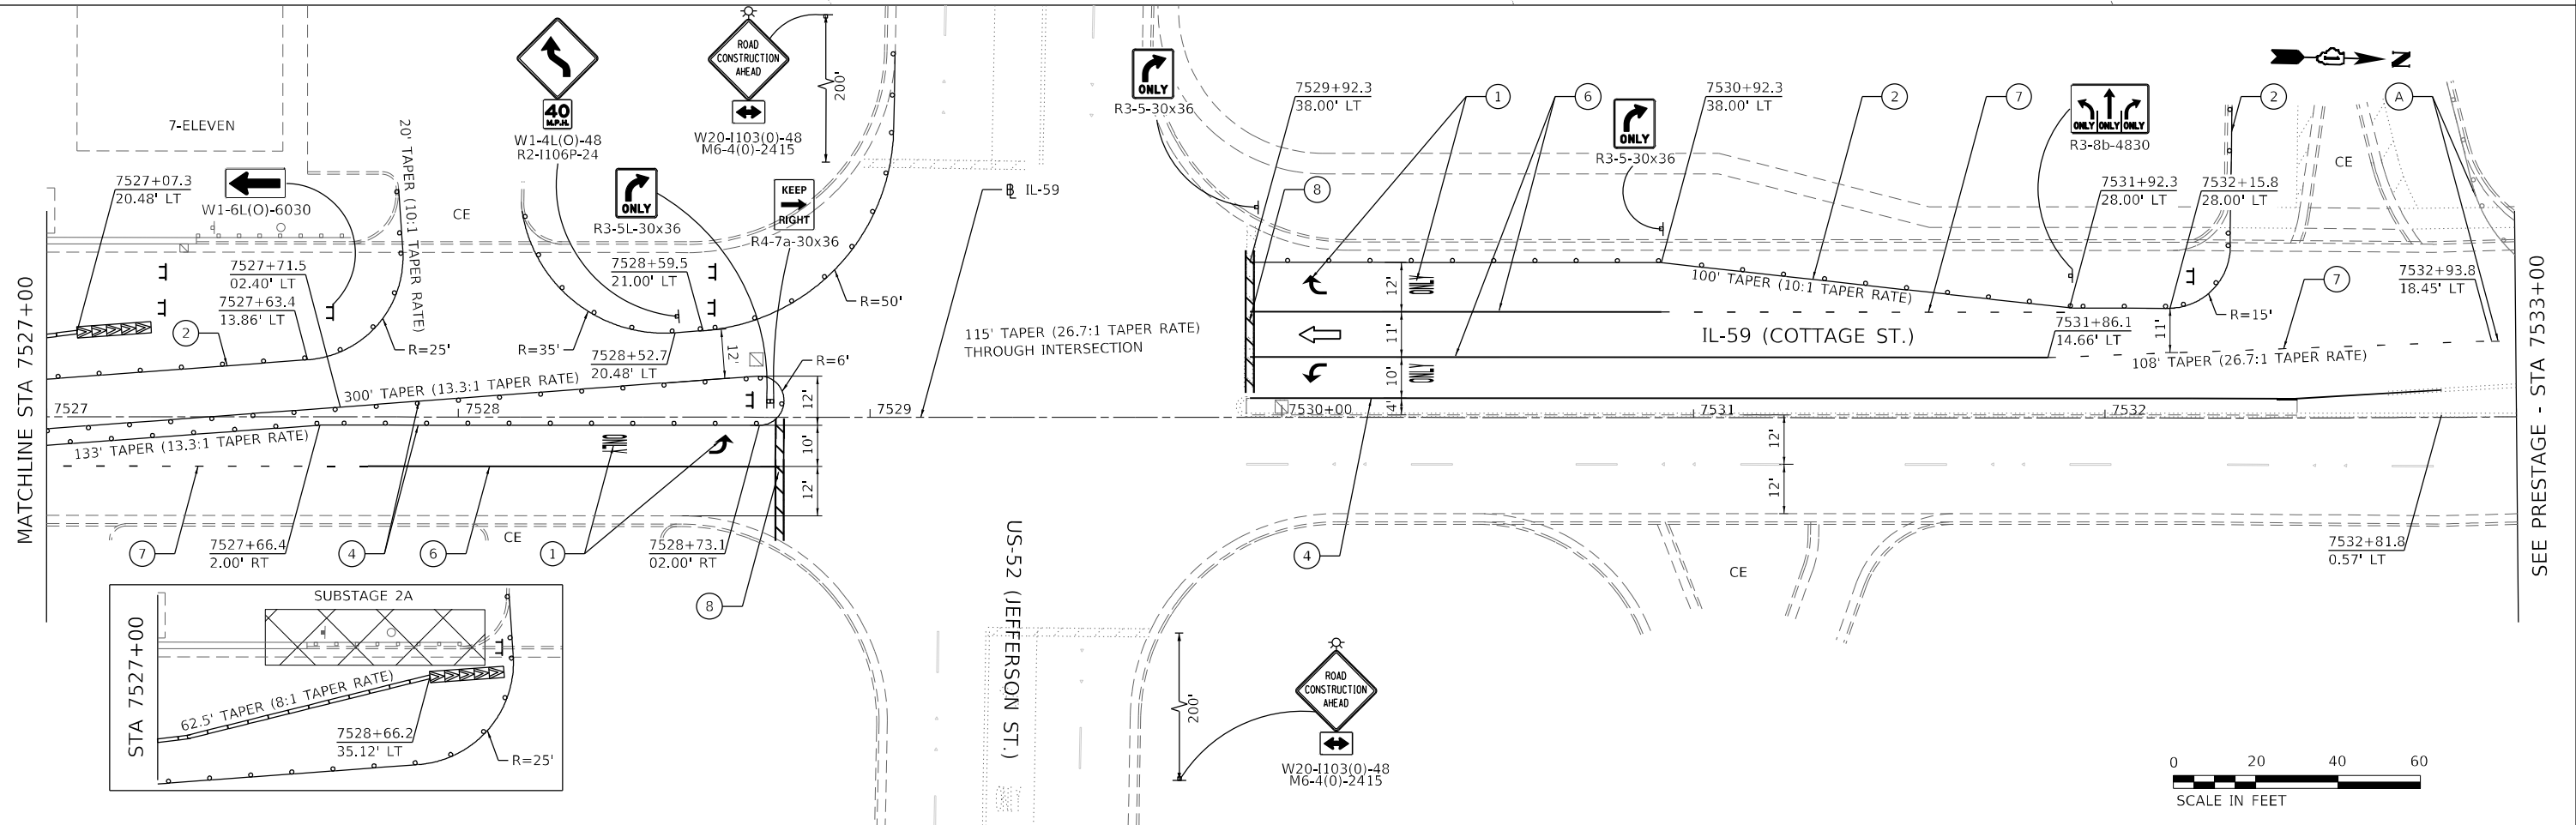 MATCHLINE STA 7527+00
7-ELEVEN
7527+07.3
20.48' LT
W1-6L(O)-6030
7527+71.5
02.40' LT
7527+63.4
13.86' LT
2
20' TAPER (10:1 TAPER RATE)
CE
R=25'
40
M.P.H.
W1-4L(O)-48
R2-I106P-24
ROAD
CONSTRUCTION
AHEAD
W20-I103(0)-48
M6-4(0)-2415
200'
ONLY
R3-5L-30x36
KEEP
RIGHT
R4-7a-30x36
7528+59.5
21.00' LT
R=50'
R=35'
7528+52.7
20.48' LT
12'
R=6'
300' TAPER (13.3:1 TAPER RATE)
133' TAPER (13.3:1 TAPER RATE)
7527
7528
7529
12'
10'
12'
ONLY
7
7527+66.4
2.00' RT
4
6
CE
1
7528+73.1
02.00' RT
8
SUBSTAGE 2A
STA 7527+00
62.5' TAPER (8:1 TAPER RATE)
7528+66.2
35.12' LT
R=25'
℄ IL-59
115' TAPER (26.7:1 TAPER RATE)
THROUGH INTERSECTION
US-52 (JEFFERSON ST.)
ONLY
R3-5-30x36
7529+92.3
38.00' LT
8
1
6
ONLY
R3-5-30x36
7530+92.3
38.00' LT
2
7
ONLY ONLY ONLY
R3-8b-4830
2
A
N
CE
7531+92.3
28.00' LT
7532+15.8
28.00' LT
7532+93.8
18.45' LT
100' TAPER (10:1 TAPER RATE)
7
R=15'
11'
7531+86.1
14.66' LT
108' TAPER (26.7:1 TAPER RATE)
IL-59 (COTTAGE ST.)
12'
11'
10'
4'
ONLY
ONLY
7530+00
7531
7532
12'
12'
4
CE
7532+81.8
0.57' LT
SEE PRESTAGE - STA 7533+00
200'
ROAD
CONSTRUCTION
AHEAD
W20-I103(0)-48
M6-4(0)-2415
0 20 40 60
SCALE IN FEET